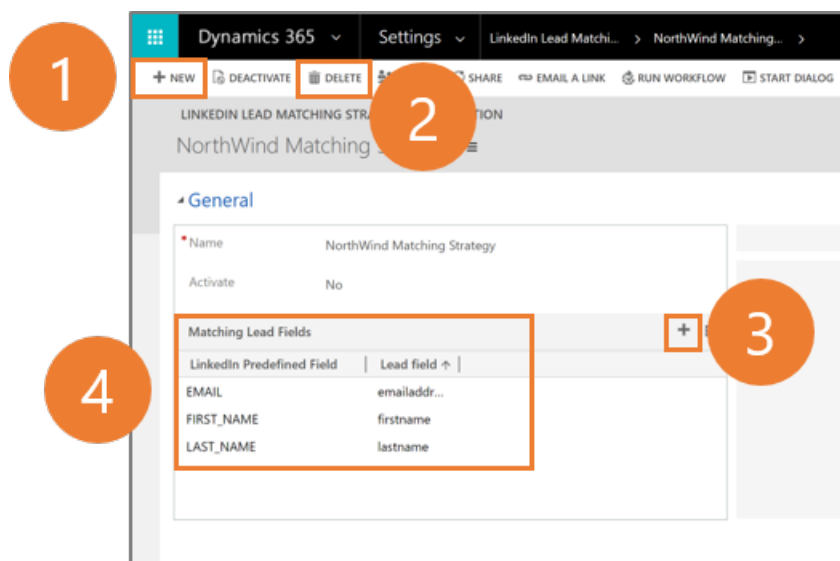 Dynamics 365 Settings LinkedIn Lead Matchi... > NorthWind Matching... >
1
+ NEW DEACTIVATE DELETE SHARE EMAIL A LINK RUN WORKFLOW START DIALOG
2
LINKEDIN LEAD MATCHING
NorthWind Matching
General
*Name NorthWind Matching Strategy
Activate No
Matching Lead Fields +
3
LinkedIn Predefined Field Lead field ↑
4
EMAIL emailaddr...
FIRST_NAME firstname
LAST_NAME lastname